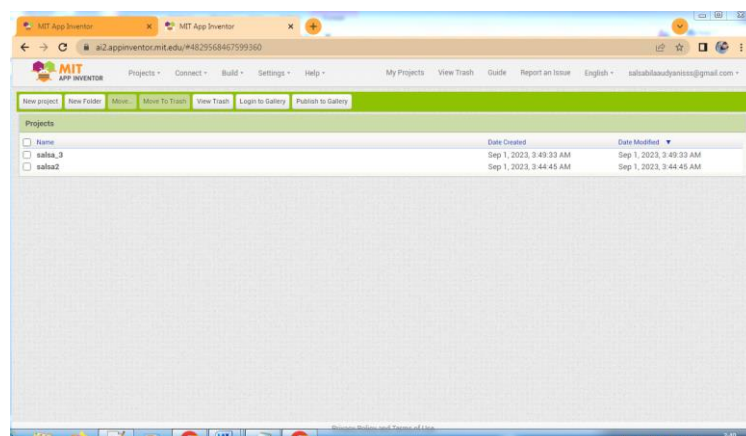 MIT App Inventor
MIT App Inventor
ai2.appinventor.mit.edu/#4829568467599360
MIT
APP INVENTOR
Projects
Connect
Build
Settings
Help
My Projects
View Trash
Guide
Report an Issue
English
salsabilaaudyanisss@gmail.com
New project
New Folder
Move...
Move To Trash
View Trash
Login to Gallery
Publish to Gallery
Projects
Name Date Created Date Modified
salsa_3 Sep 1, 2023, 3:49:33 AM Sep 1, 2023, 3:49:33 AM
salsa2 Sep 1, 2023, 3:44:45 AM Sep 1, 2023, 3:44:45 AM
Privacy Policy and Terms of Use
3:49